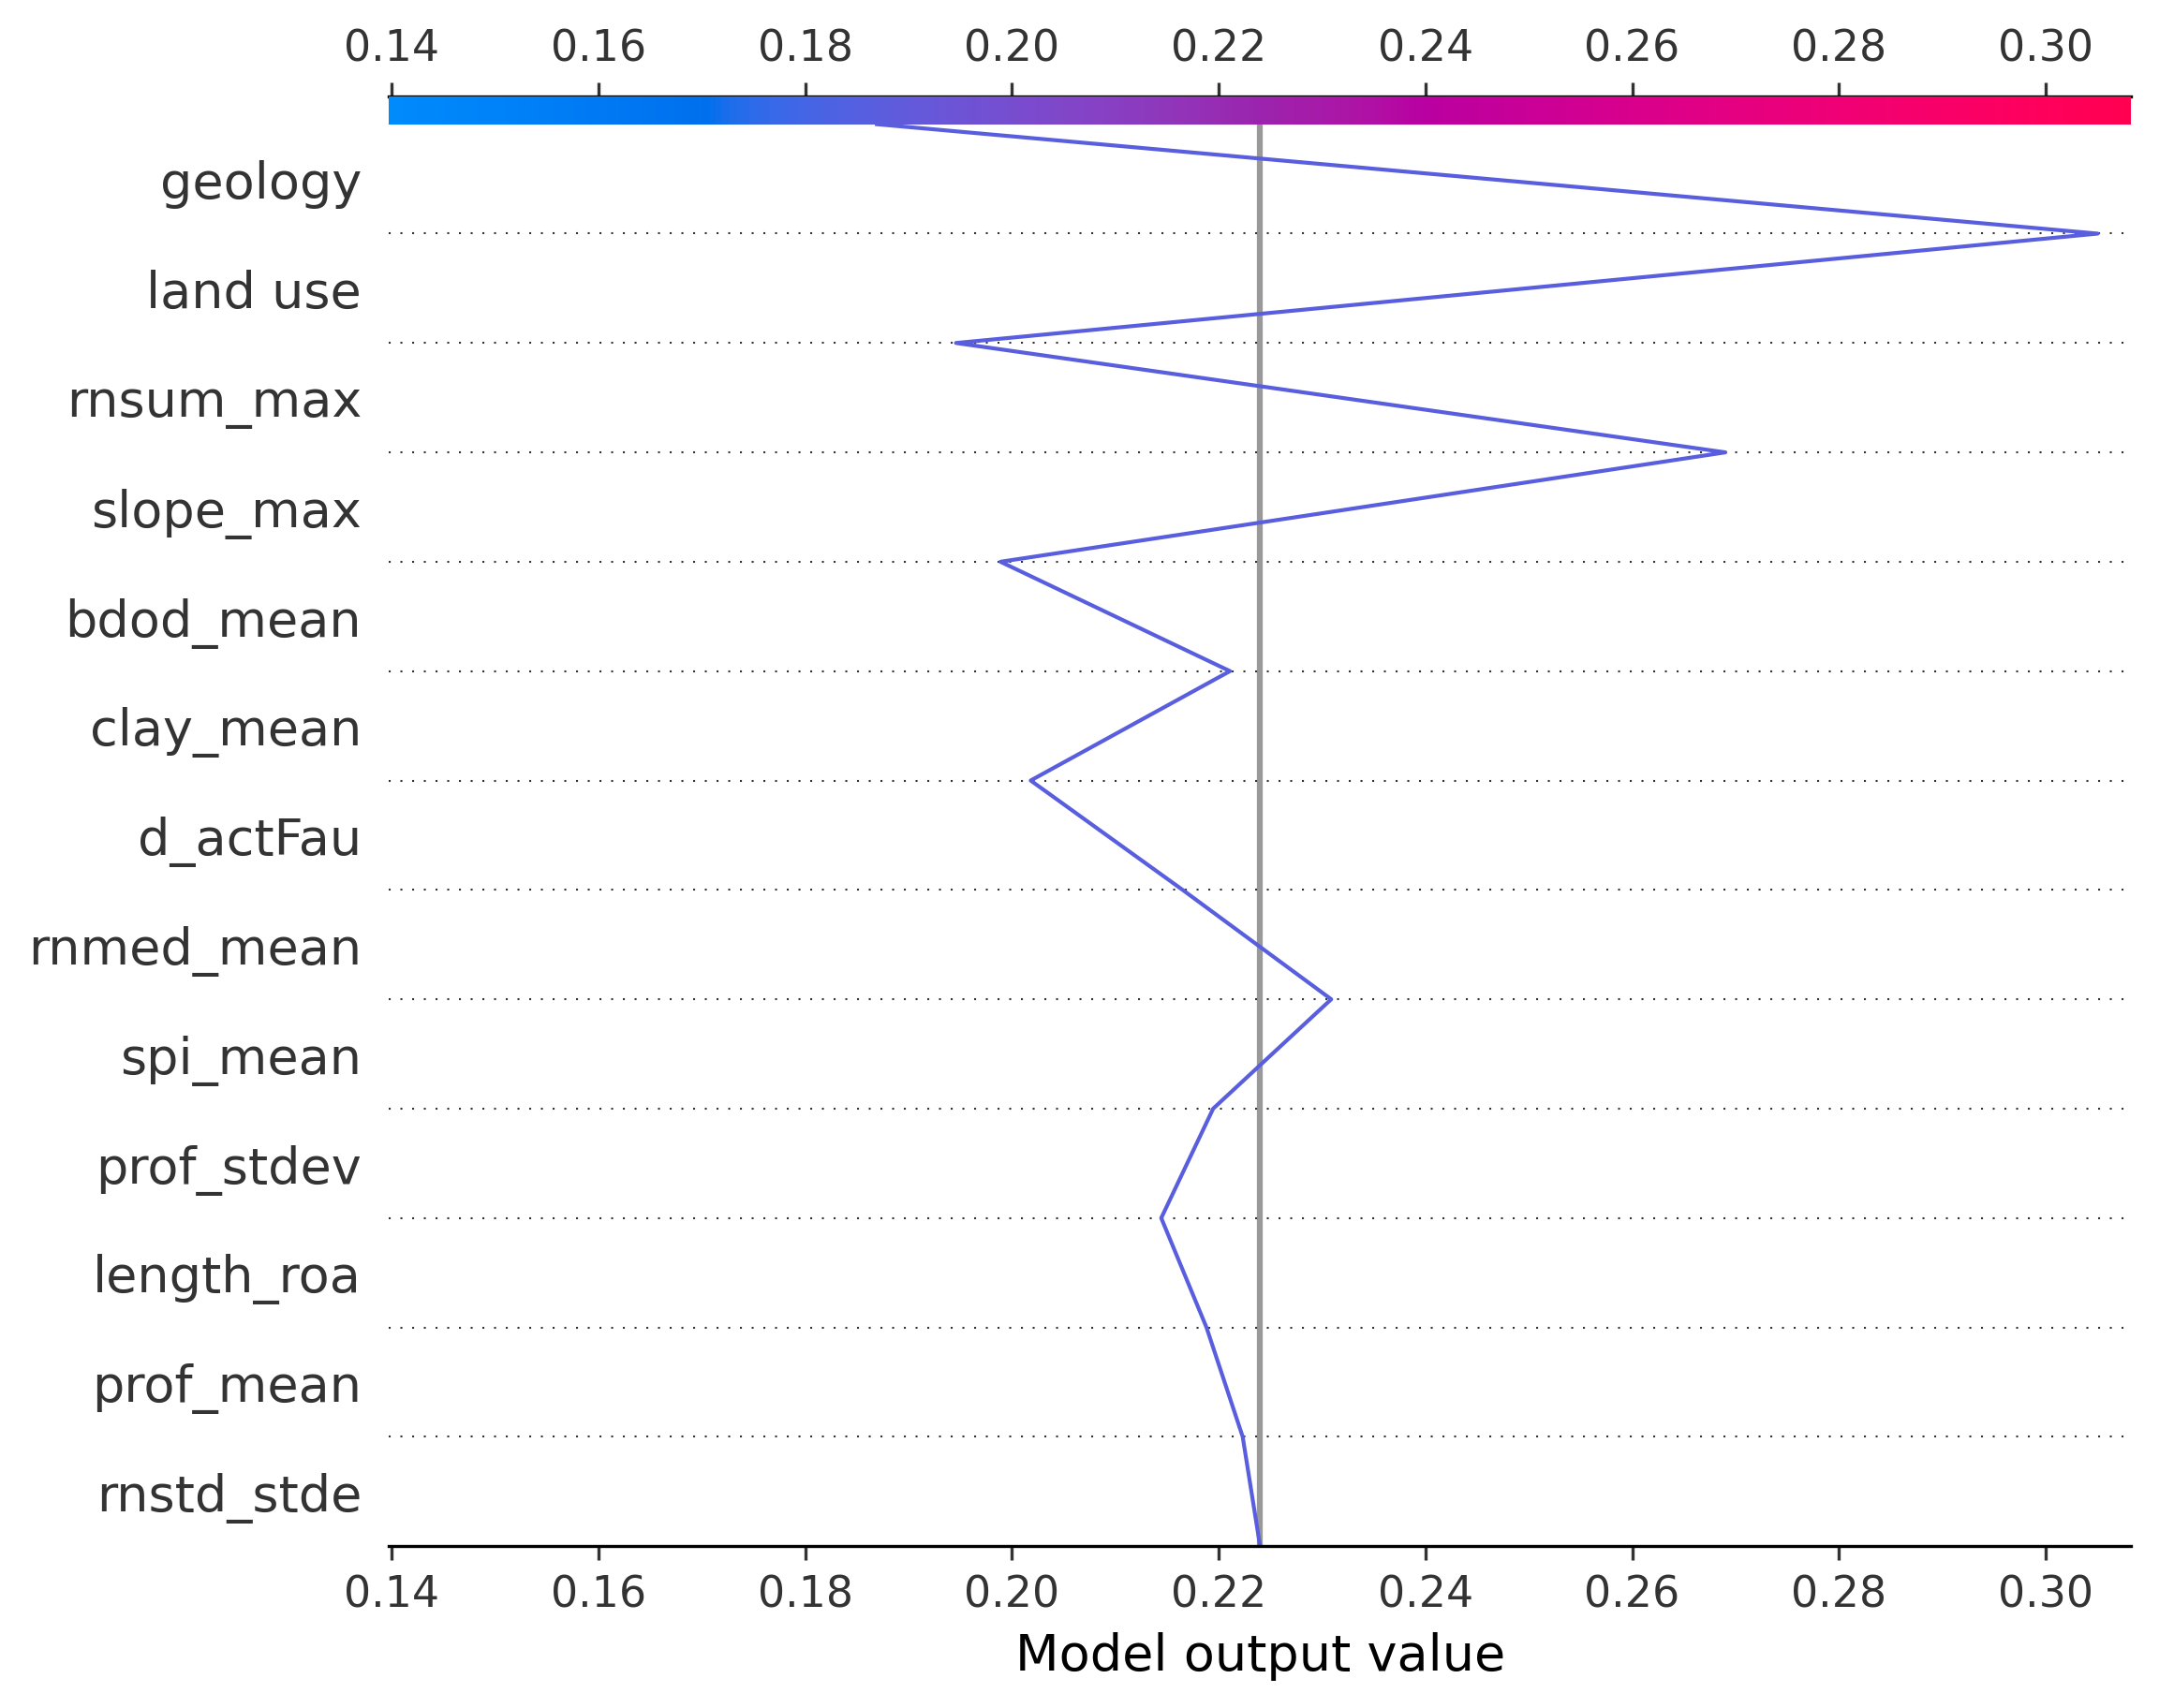 0.14 0.16 0.18 0.20 0.22 0.24 0.26 0.28 0.30
geology
land use
rnsum_max
slope_max
bdod_mean
clay_mean
d_actFau
rnmed_mean
spi_mean
prof_stdev
length_roa
prof_mean
rnstd_stde
0.14 0.16 0.18 0.20 0.22 0.24 0.26 0.28 0.30
Model output value